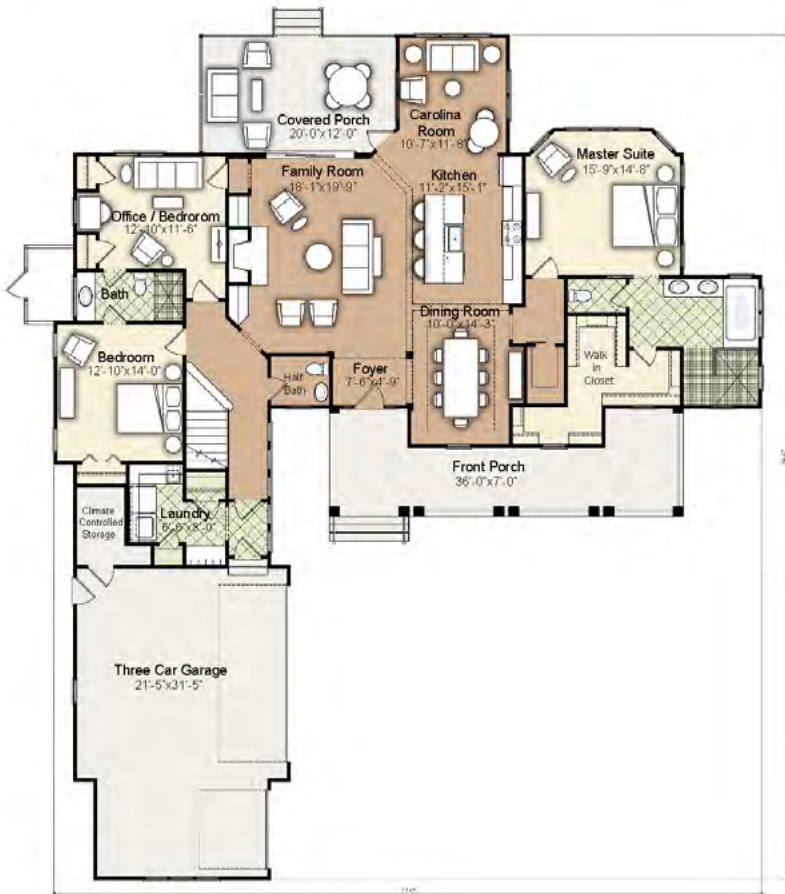 Covered Porch
20'-0"x12'-0"
Carolina
Room
10'-7"x11'-8"
Family Room
18'-1"x19'-9"
Kitchen
11'-2"x15'-1"
Master Suite
15'-9"x14'-8"
Office / Bedroom
12'-10"x11'-6"
Bath
Dining Room
10'-0"x14'-3"
Bedroom
12'-10"x14'-0"
Half
Bath
Foyer
7'-6"x4'-9"
Walk
in
Closet
Front Porch
36'-0"x7'-0"
Climate
Controlled
Storage
Laundry
6'-6"x8'-0"
Three Car Garage
21'-5"x31'-5"